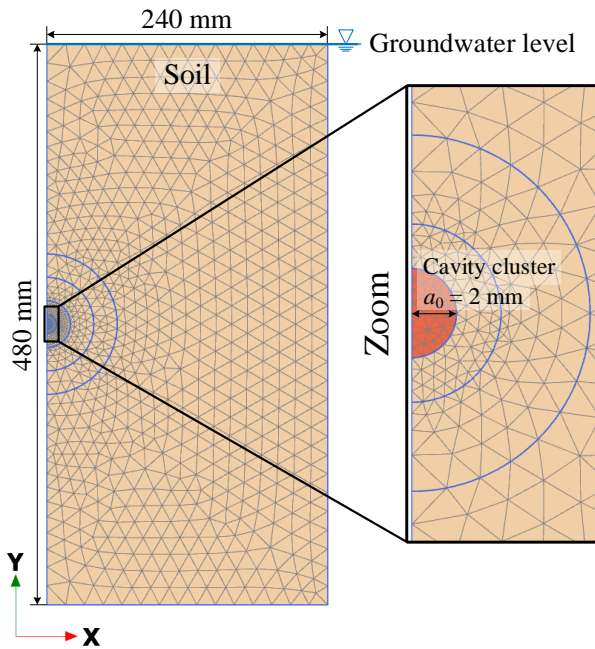 240 mm
Groundwater level
Soil
480 mm
Zoom
Cavity cluster
a₀ = 2 mm
Y
X